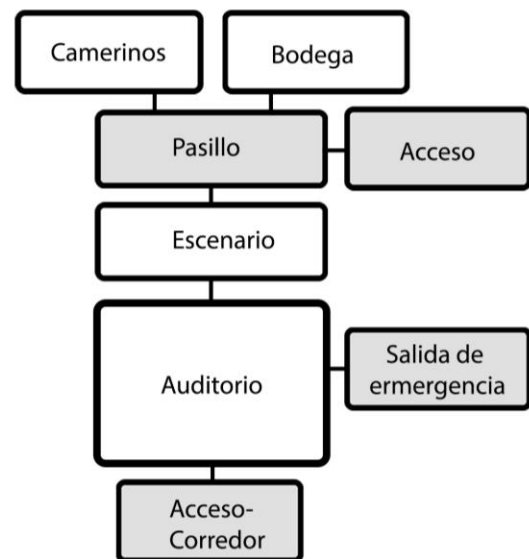 Camerinos
Bodega
Pasillo
Acceso
Escenario
Auditorio
Salida de
ermergencia
Acceso-
Corredor